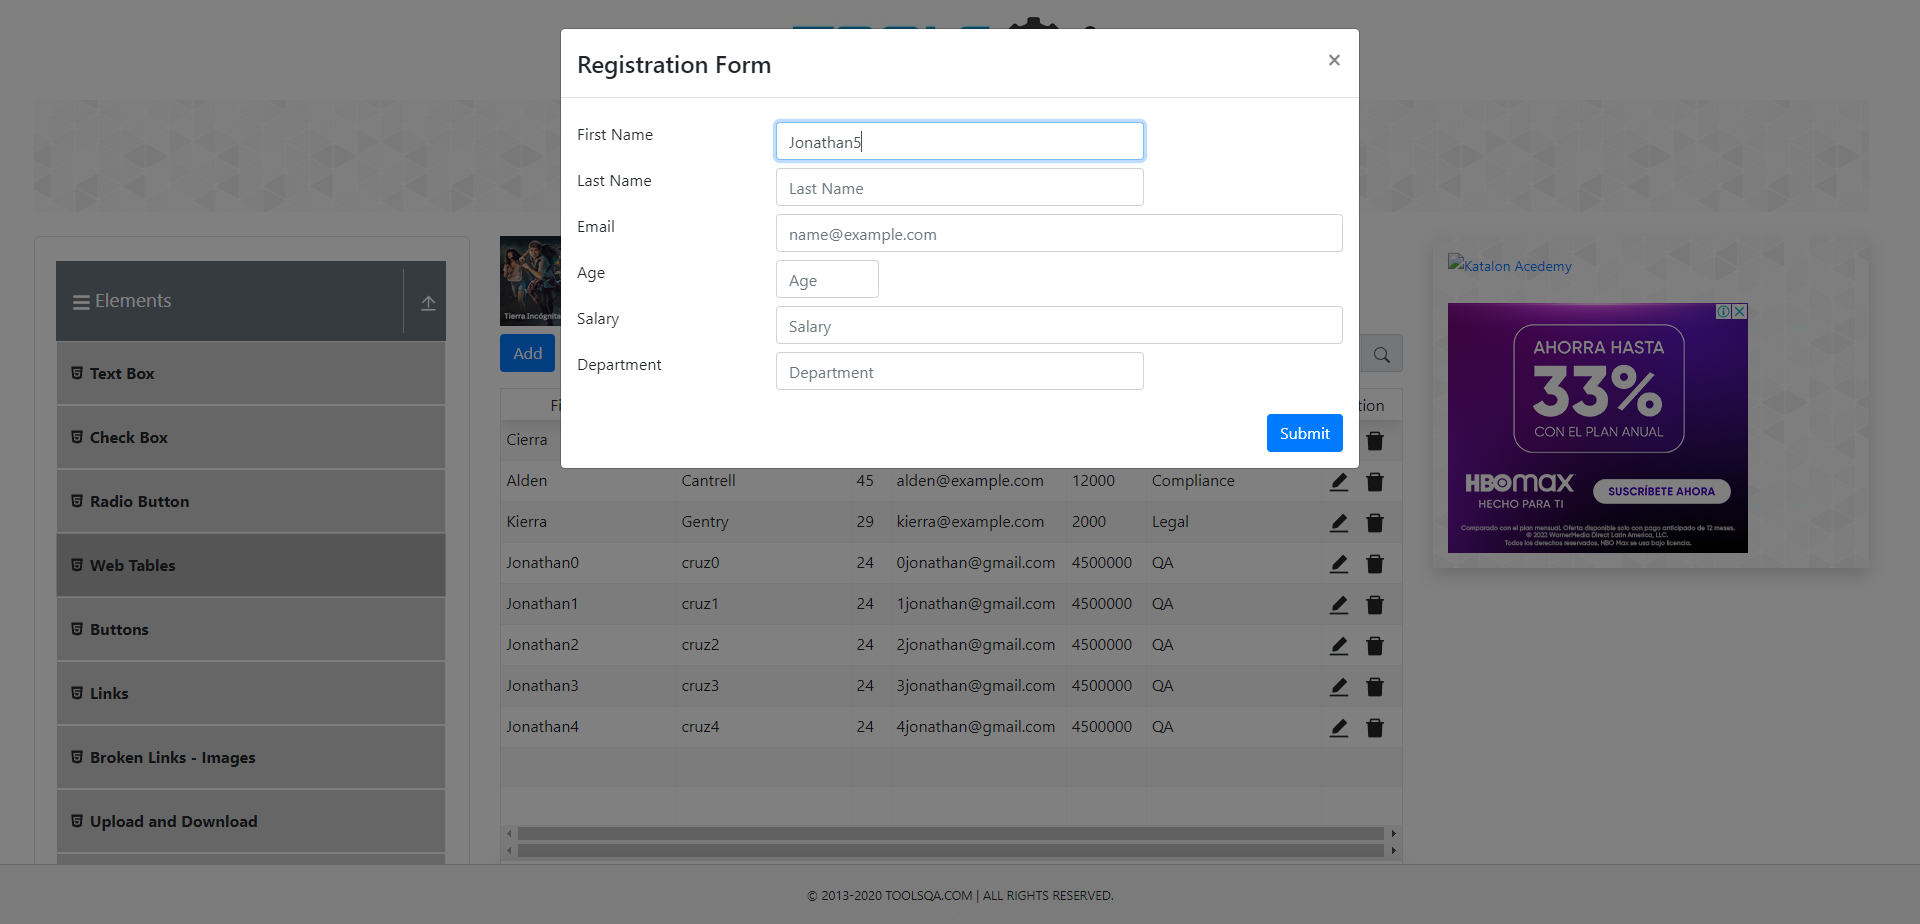 Registration Form ×
First Name Jonathan5
Last Name Last Name
Email name@example.com
Age Age
Salary Salary
Department Department
Submit
Elements
Text Box
Check Box
Radio Button
Web Tables
Buttons
Links
Broken Links - Images
Upload and Download
Tierra Incógnita
Add
Cierra
Alden Cantrell 45 alden@example.com 12000 Compliance
Kierra Gentry 29 kierra@example.com 2000 Legal
Jonathan0 cruz0 24 0jonathan@gmail.com 4500000 QA
Jonathan1 cruz1 24 1jonathan@gmail.com 4500000 QA
Jonathan2 cruz2 24 2jonathan@gmail.com 4500000 QA
Jonathan3 cruz3 24 3jonathan@gmail.com 4500000 QA
Jonathan4 cruz4 24 4jonathan@gmail.com 4500000 QA
Katalon Acedemy
AHORRA HASTA
33%
CON EL PLAN ANUAL
HBOMAX
HECHO PARA TI
SUSCRÍBETE AHORA
Comparado con el plan mensual. Oferta disponible solo con pago anticipado de 12 meses.
© 2022 WarnerMedia Direct Latin America, LLC.
Todos los derechos reservados. HBO Max se usa bajo licencia.
© 2013-2020 TOOLSQA.COM | ALL RIGHTS RESERVED.